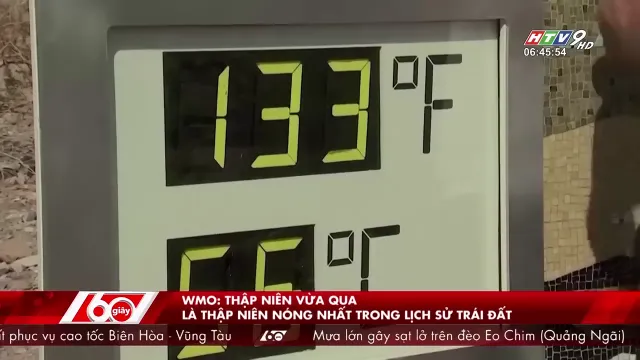 HTV9 HD
06:45:54
133°F
°C
WMO: THẬP NIÊN VỪA QUA
LÀ THẬP NIÊN NÓNG NHẤT TRONG LỊCH SỬ TRÁI ĐẤT
60 giây
phục vụ cao tốc Biên Hòa - Vũng Tàu
Mưa lớn gây sạt lở trên đèo Eo Chim (Quảng Ngãi)